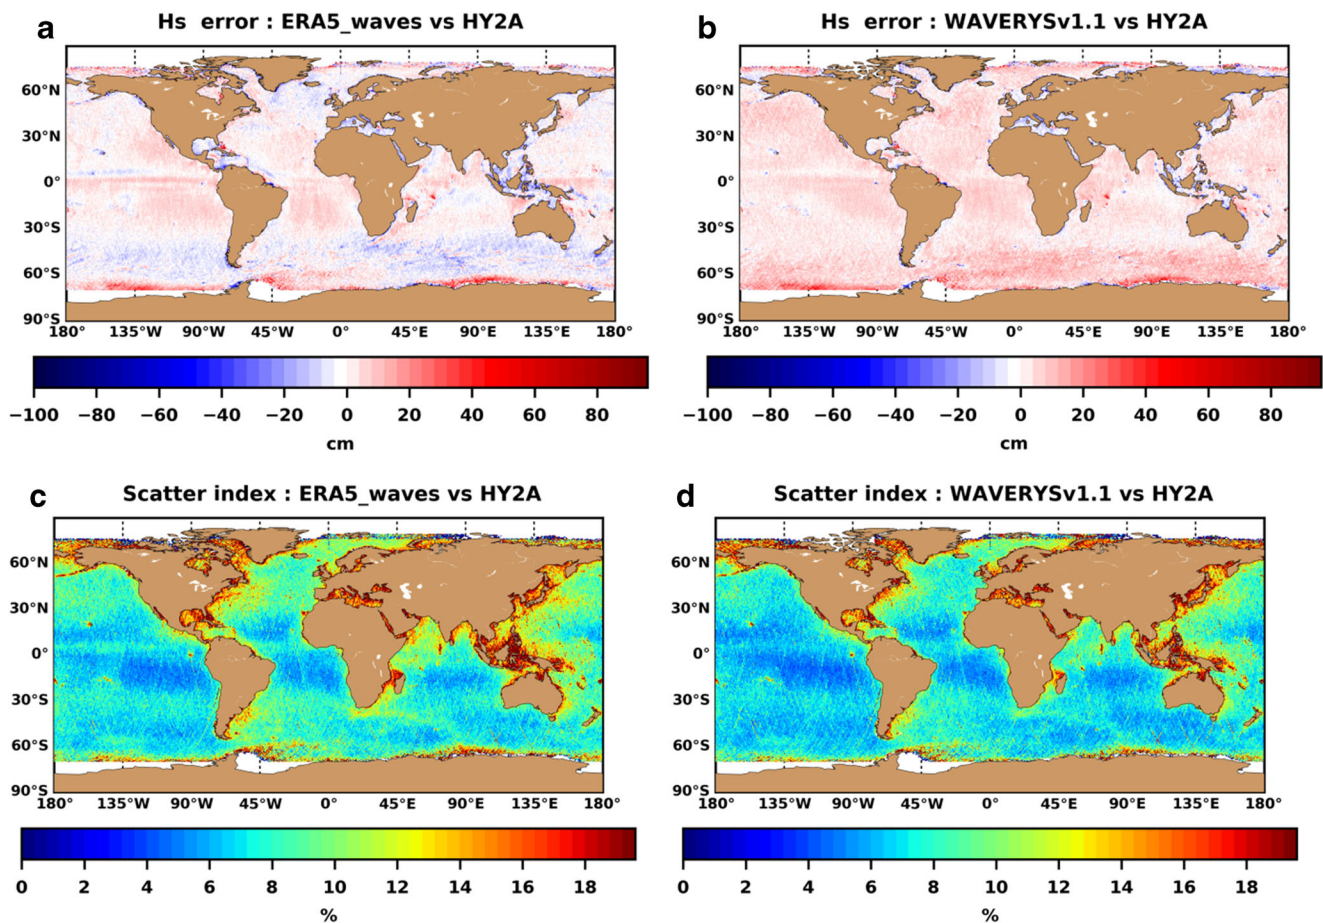 a
Hs error : ERA5_waves vs HY2A
60°N
30°N
0°
30°S
60°S
90°S
180° 135°W 90°W 45°W 0° 45°E 90°E 135°E 180°
−100 −80 −60 −40 −20 0 20 40 60 80
cm
b
Hs error : WAVERYSv1.1 vs HY2A
60°N
30°N
0°
30°S
60°S
90°S
180° 135°W 90°W 45°W 0° 45°E 90°E 135°E 180°
−100 −80 −60 −40 −20 0 20 40 60 80
cm
c
Scatter index : ERA5_waves vs HY2A
60°N
30°N
0°
30°S
60°S
90°S
180° 135°W 90°W 45°W 0° 45°E 90°E 135°E 180°
0 2 4 6 8 10 12 14 16 18
%
d
Scatter index : WAVERYSv1.1 vs HY2A
60°N
30°N
0°
30°S
60°S
90°S
180° 135°W 90°W 45°W 0° 45°E 90°E 135°E 180°
0 2 4 6 8 10 12 14 16 18
%